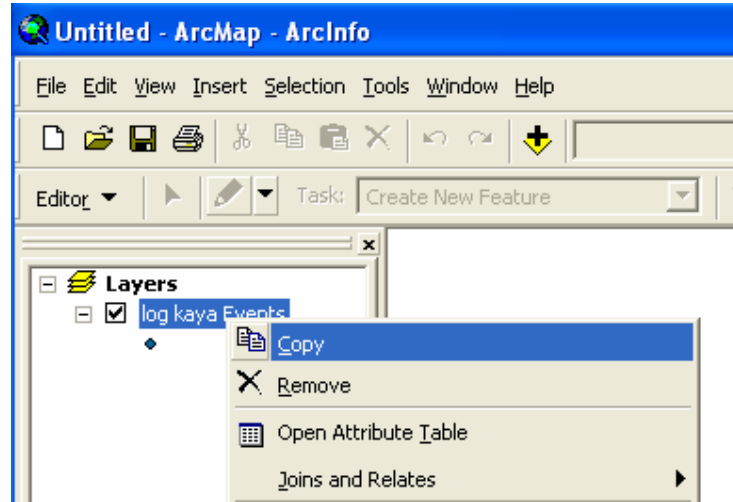 Untitled - ArcMap - ArcInfo
File Edit View Insert Selection Tools Window Help
Editor Task: Create New Feature
Layers
log kaya Events
Copy
Remove
Open Attribute Table
Joins and Relates